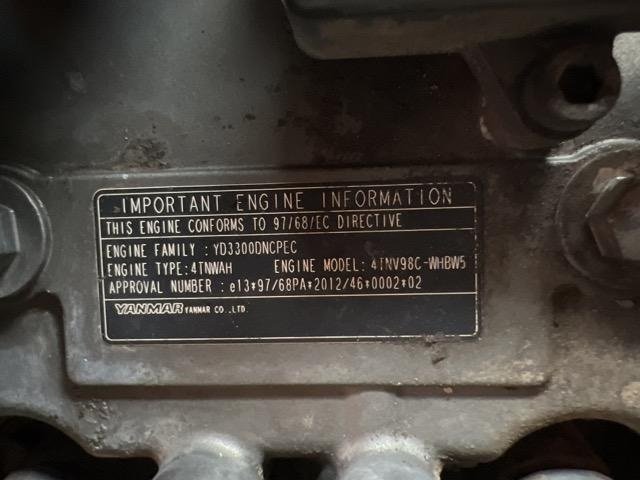 IMPORTANT ENGINE INFORMATION
THIS ENGINE CONFORMS TO 97/68/EC DIRECTIVE
ENGINE FAMILY : YD3300DNCPEC
ENGINE TYPE:4TNWAH ENGINE MODEL: 4TNV98C-WHBW5
APPROVAL NUMBER : e13*97/68PA*2012/46*0002*02
YANMAR YANMAR CO.,LTD.